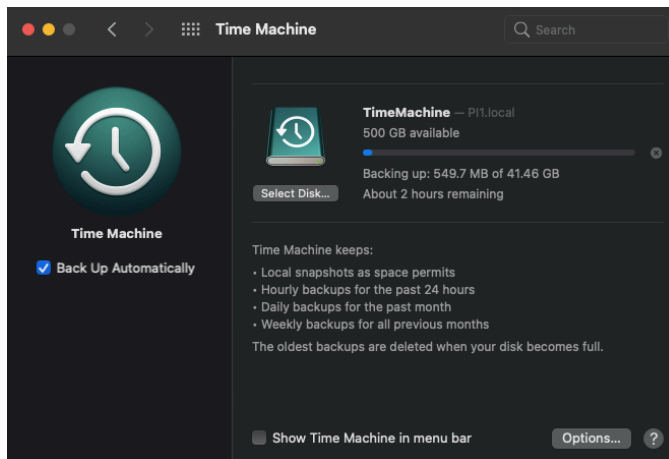 Time Machine
Search
TimeMachine — PI1.local
500 GB available
Backing up: 549.7 MB of 41.46 GB
About 2 hours remaining
Select Disk...
Time Machine
Back Up Automatically
Time Machine keeps:
• Local snapshots as space permits
• Hourly backups for the past 24 hours
• Daily backups for the past month
• Weekly backups for all previous months
The oldest backups are deleted when your disk becomes full.
Show Time Machine in menu bar
Options...
?